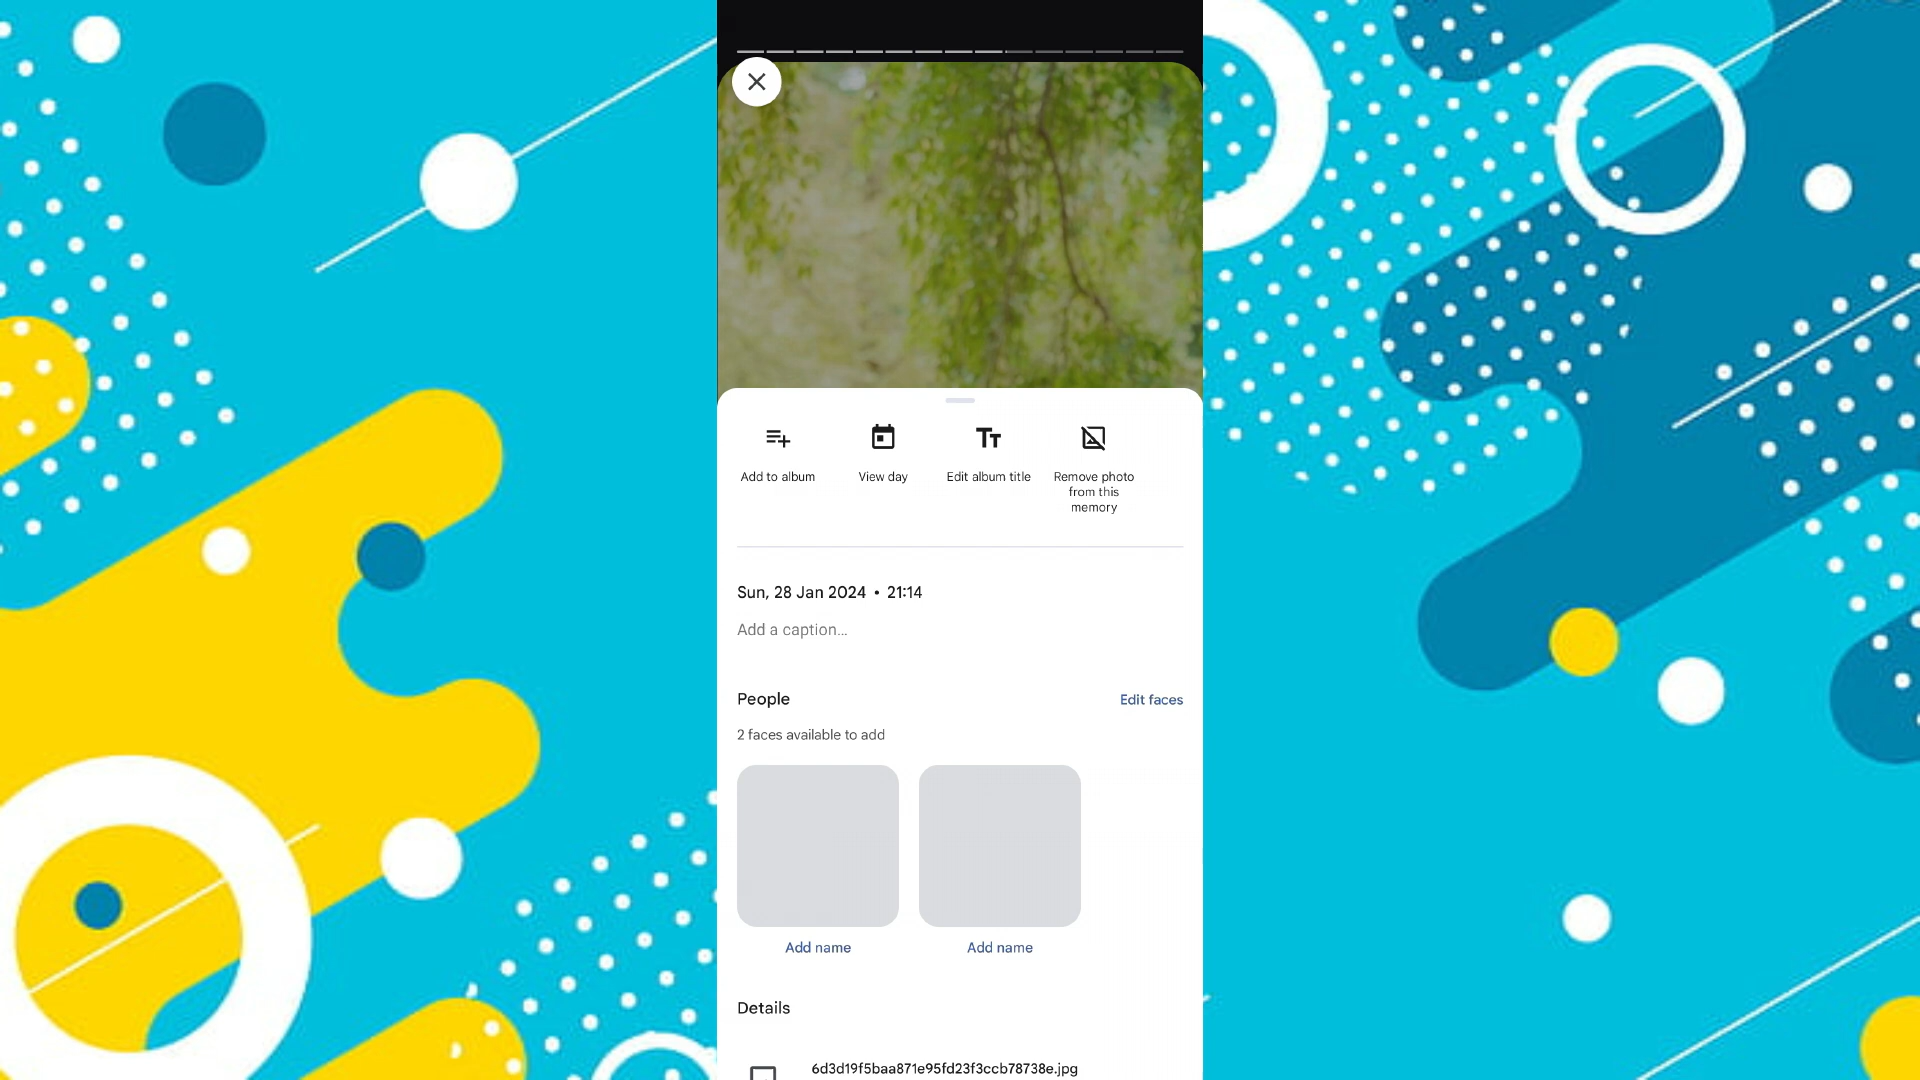 Add to album
View day
Edit album title
Remove photo
from this
memory
Sun, 28 Jan 2024 • 21:14
Add a caption...
People
Edit faces
2 faces available to add
Add name
Add name
Details
6d3d19f5baa871e95fd23f3ccb78738e.jpg